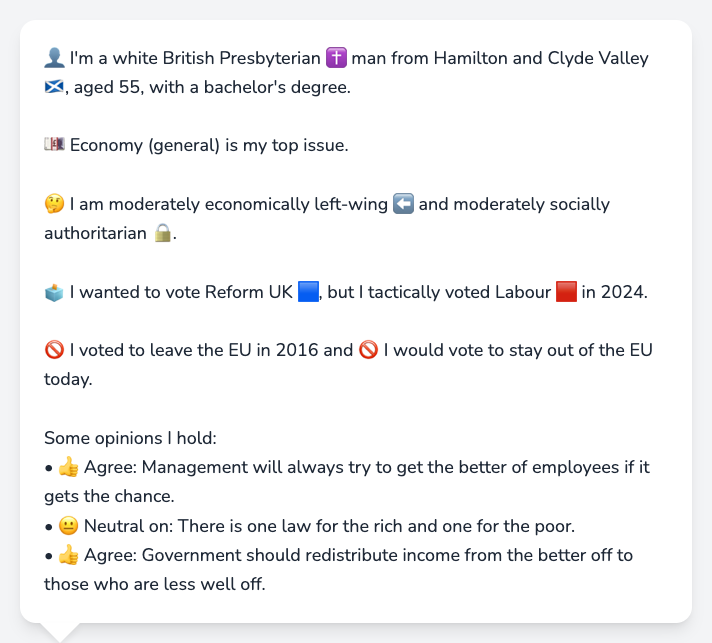 👤 I'm a white British Presbyterian ✝️ man from Hamilton and Clyde Valley
🏴󠁧󠁢󠁳󠁣󠁴󠁿, aged 55, with a bachelor's degree.
💷 Economy (general) is my top issue.
🤔 I am moderately economically left-wing ⬅️ and moderately socially
authoritarian 🔒.
🗳️ I wanted to vote Reform UK 🟦, but I tactically voted Labour 🟥 in 2024.
🚫 I voted to leave the EU in 2016 and 🚫 I would vote to stay out of the EU
today.
Some opinions I hold:
• 👍 Agree: Management will always try to get the better of employees if it
gets the chance.
• 😐 Neutral on: There is one law for the rich and one for the poor.
• 👍 Agree: Government should redistribute income from the better off to
those who are less well off.